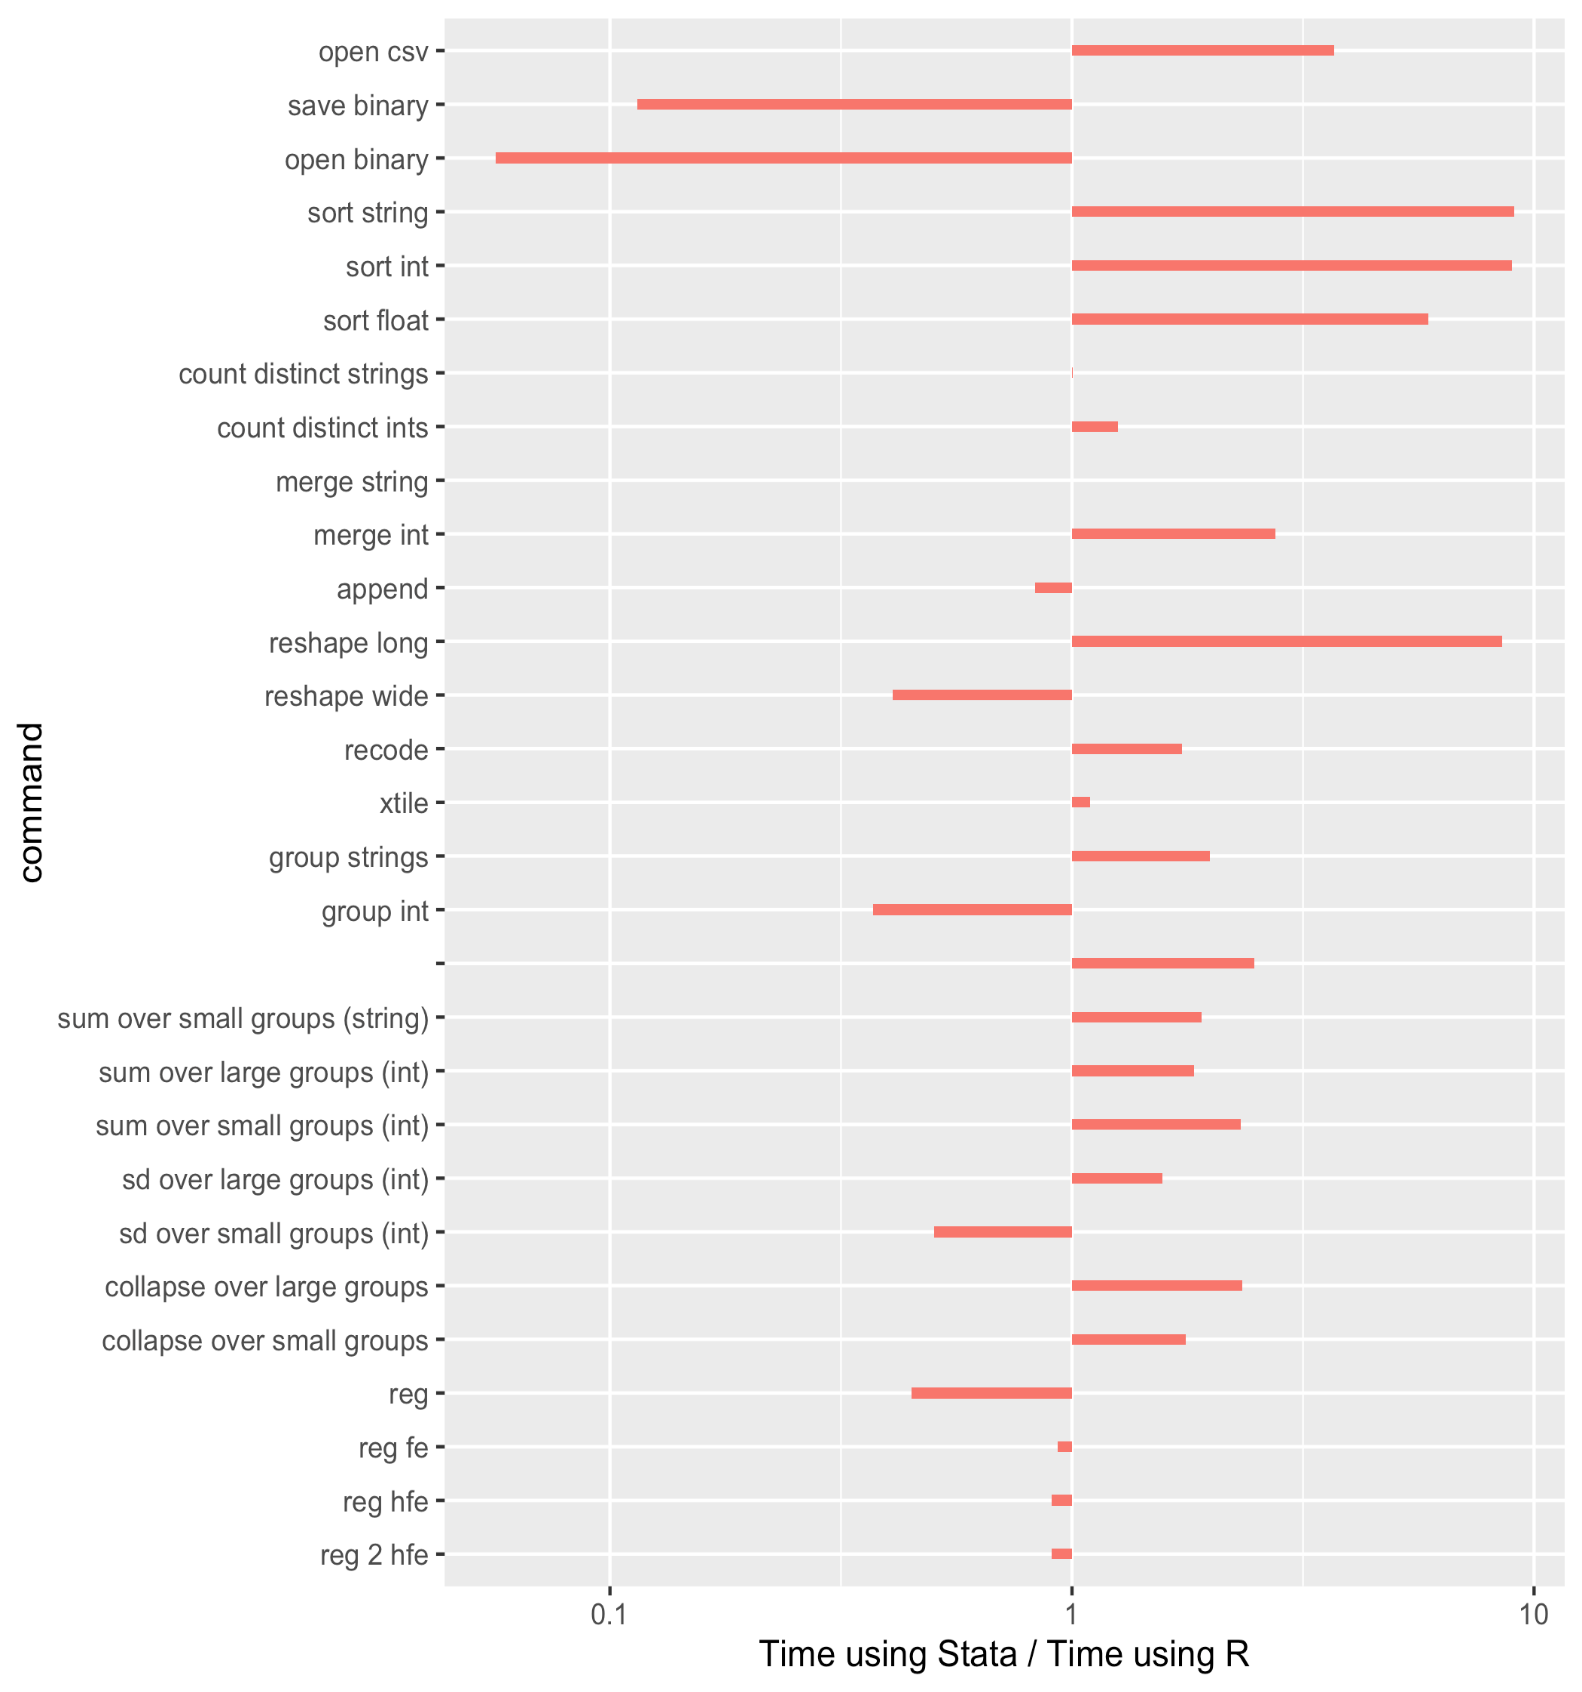 open csv
save binary
open binary
sort string
sort int
sort float
count distinct strings
count distinct ints
merge string
merge int
append
reshape long
reshape wide
recode
xtile
group strings
group int
sum over small groups (string)
sum over large groups (int)
sum over small groups (int)
sd over large groups (int)
sd over small groups (int)
collapse over large groups
collapse over small groups
reg
reg fe
reg hfe
reg 2 hfe
command
0.1 1 10
Time using Stata / Time using R